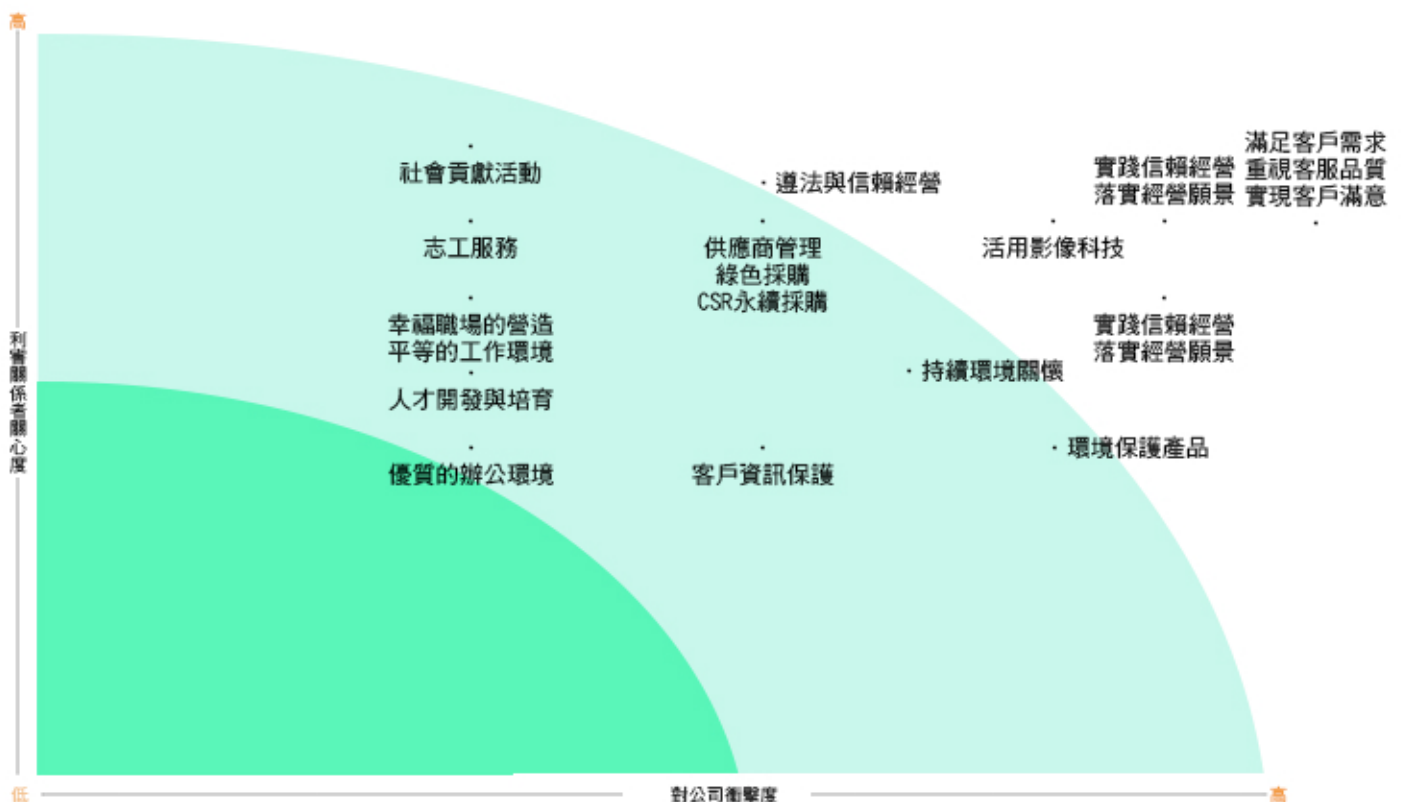 高
滿足客戶需求
重視客服品質
實現客戶滿意
實踐信賴經營
落實經營願景
社會貢獻活動
遵法與信賴經營
志工服務
供應商管理
綠色採購
CSR永續採購
活用影像科技
幸福職場的營造
平等的工作環境
實踐信賴經營
落實經營願景
利害關係者關心度
持續環境關懷
人才開發與培育
環境保護產品
優質的辦公環境
客戶資訊保護
低
對公司衝擊度
高